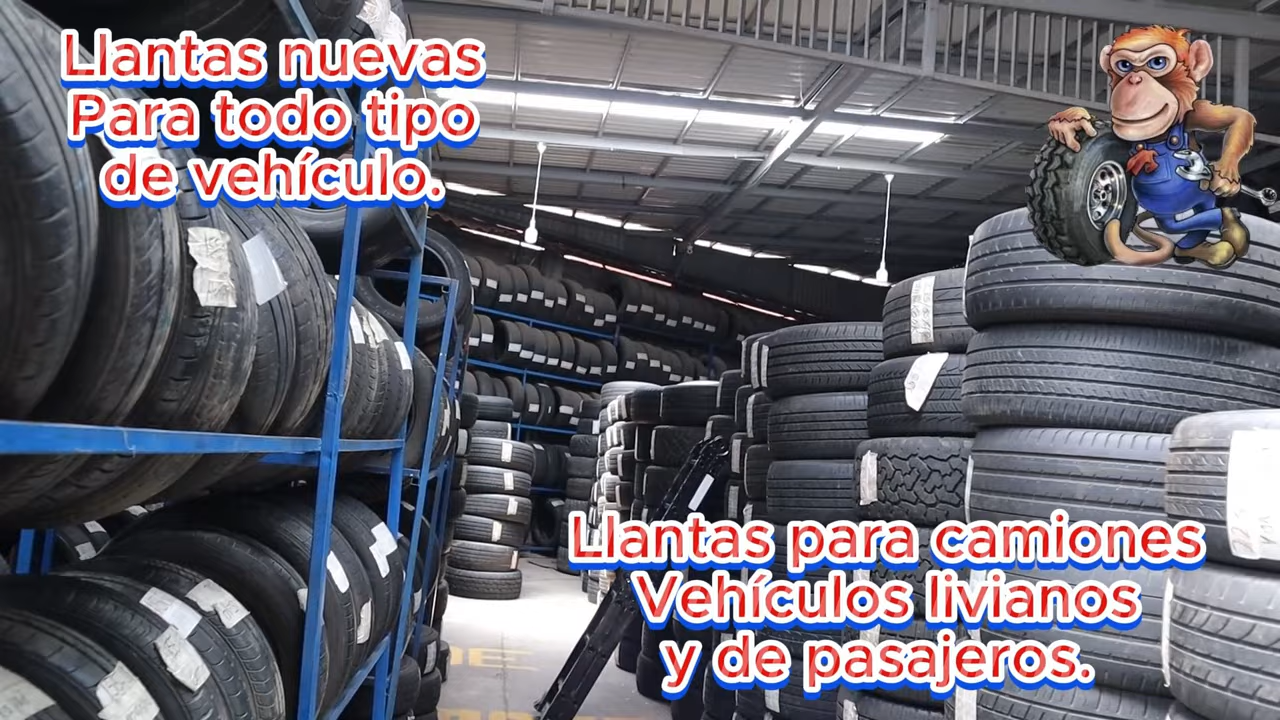 Llantas nuevas
Para todo tipo
de vehículo.
Llantas para camiones
Vehículos livianos
y de pasajeros.